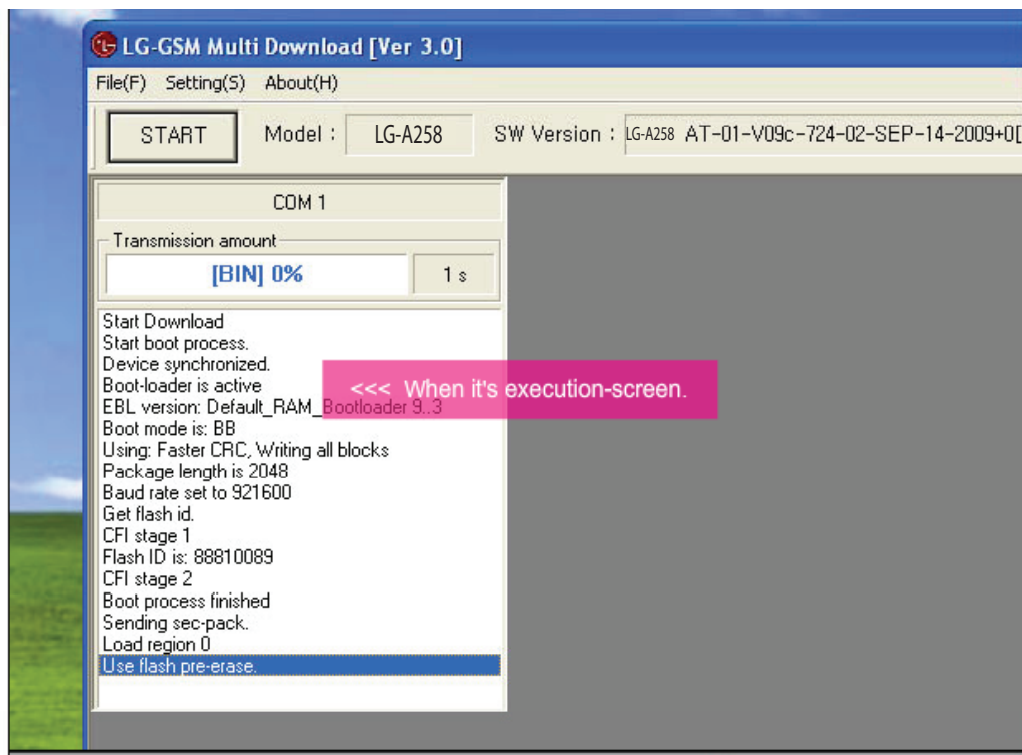 LG-GSM Multi Download [Ver 3.0]
File(F) Setting(S) About(H)
START Model : LG-A258 SW Version : LG-A258 AT-01-V09c-724-02-SEP-14-2009+0[
COM 1
Transmission amount
[BIN] 0% 1 s
Start Download
Start boot process.
Device synchronized.
Boot-loader is active
<<< When it's execution-screen.
EBL version: Default_RAM_Bootloader 9..3
Boot mode is: BB
Using: Faster CRC, Writing all blocks
Package length is 2048
Baud rate set to 921600
Get flash id.
CFI stage 1
Flash ID is: 88810089
CFI stage 2
Boot process finished
Sending sec-pack.
Load region 0
Use flash pre-erase.